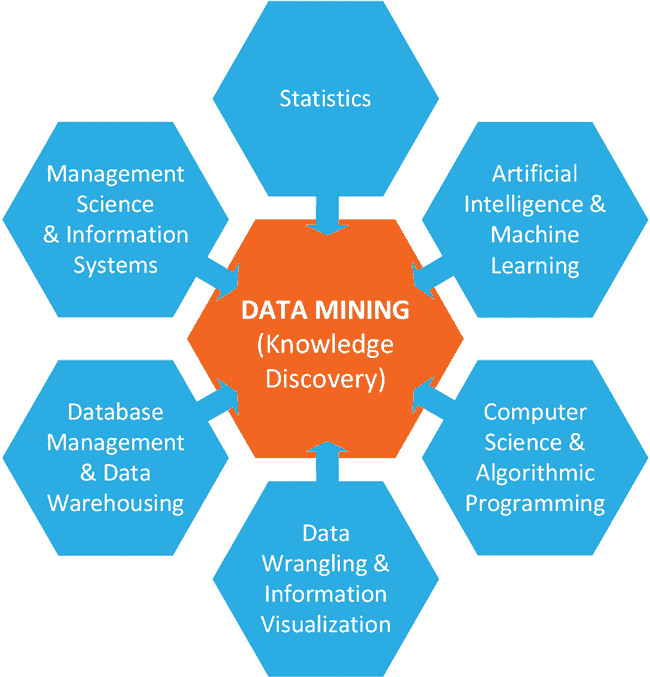 Statistics
Artificial
Intelligence &
Machine
Learning
Computer
Science &
Algorithmic
Programming
Data
Wrangling &
Information
Visualization
Database
Management
& Data
Warehousing
Management
Science
& Information
Systems
DATA MINING
(Knowledge
Discovery)